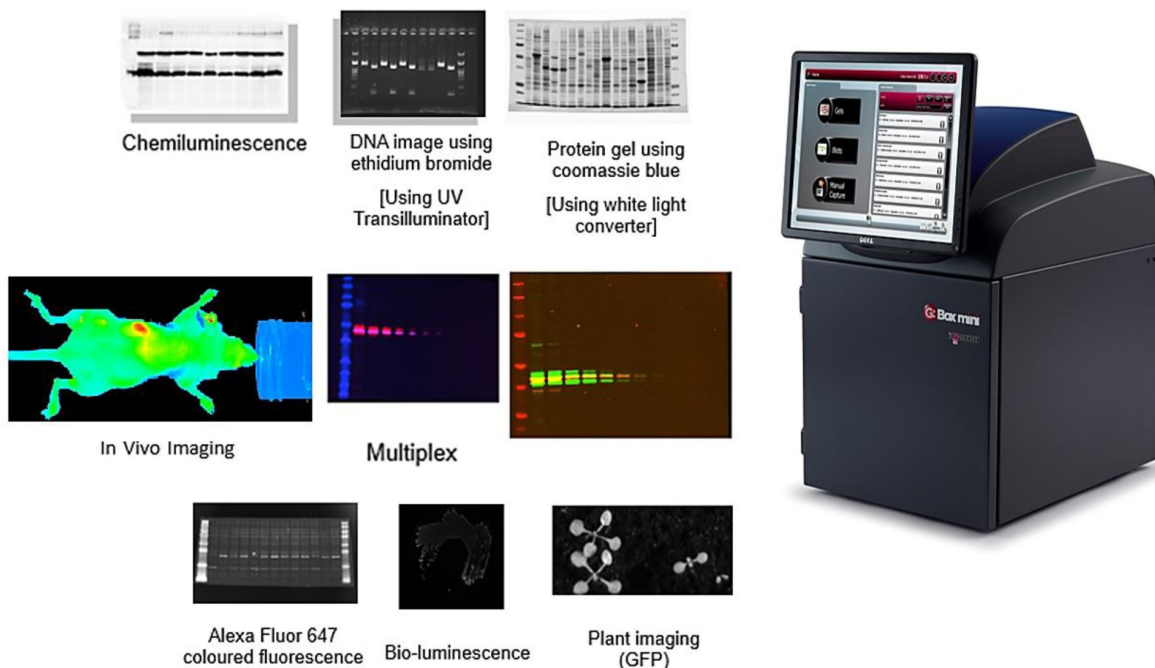 Chemiluminescence
DNA image using
ethidium bromide
[Using UV
Transilluminator]
Protein gel using
coomassie blue
[Using white light
converter]
In Vivo Imaging
Multiplex
Alexa Fluor 647
coloured fluorescence
Bio-luminescence
Plant imaging
(GFP)
Gels
Blots
Manual
Capture
DELL
G: Box mini